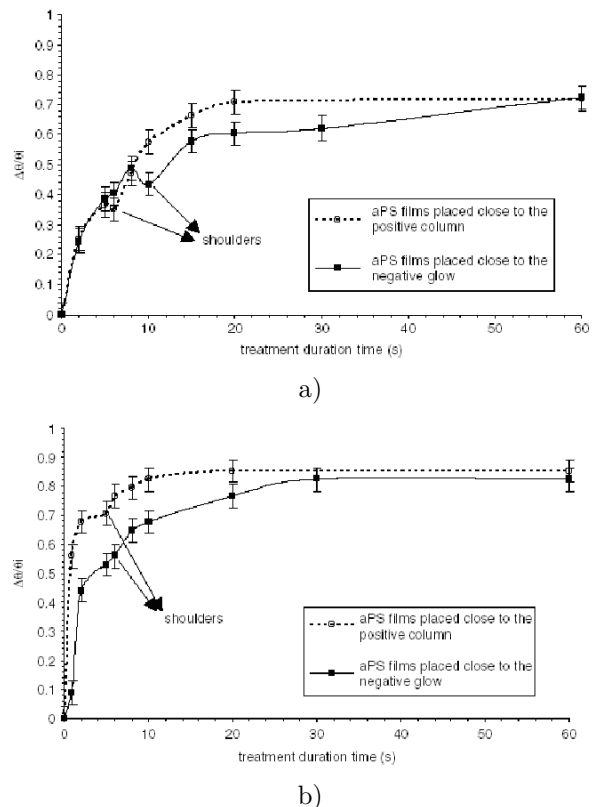 1
0.9
0.8
0.7
0.6
0.5
0.4
0.3
0.2
0.1
0
Δθ/θi
shoulders
aPS films placed close to the
positive column
aPS films placed close to the
negative glow
0 10 20 30 40 50 60
treatment duration time (s)
a)
1
0.9
0.8
0.7
0.6
0.5
0.4
0.3
0.2
0.1
0
Δθ/θi
shoulders
aPS films placed close to the
positive column
aPS films placed close to the
negative glow
0 10 20 30 40 50 60
treatment duration time (s)
b)